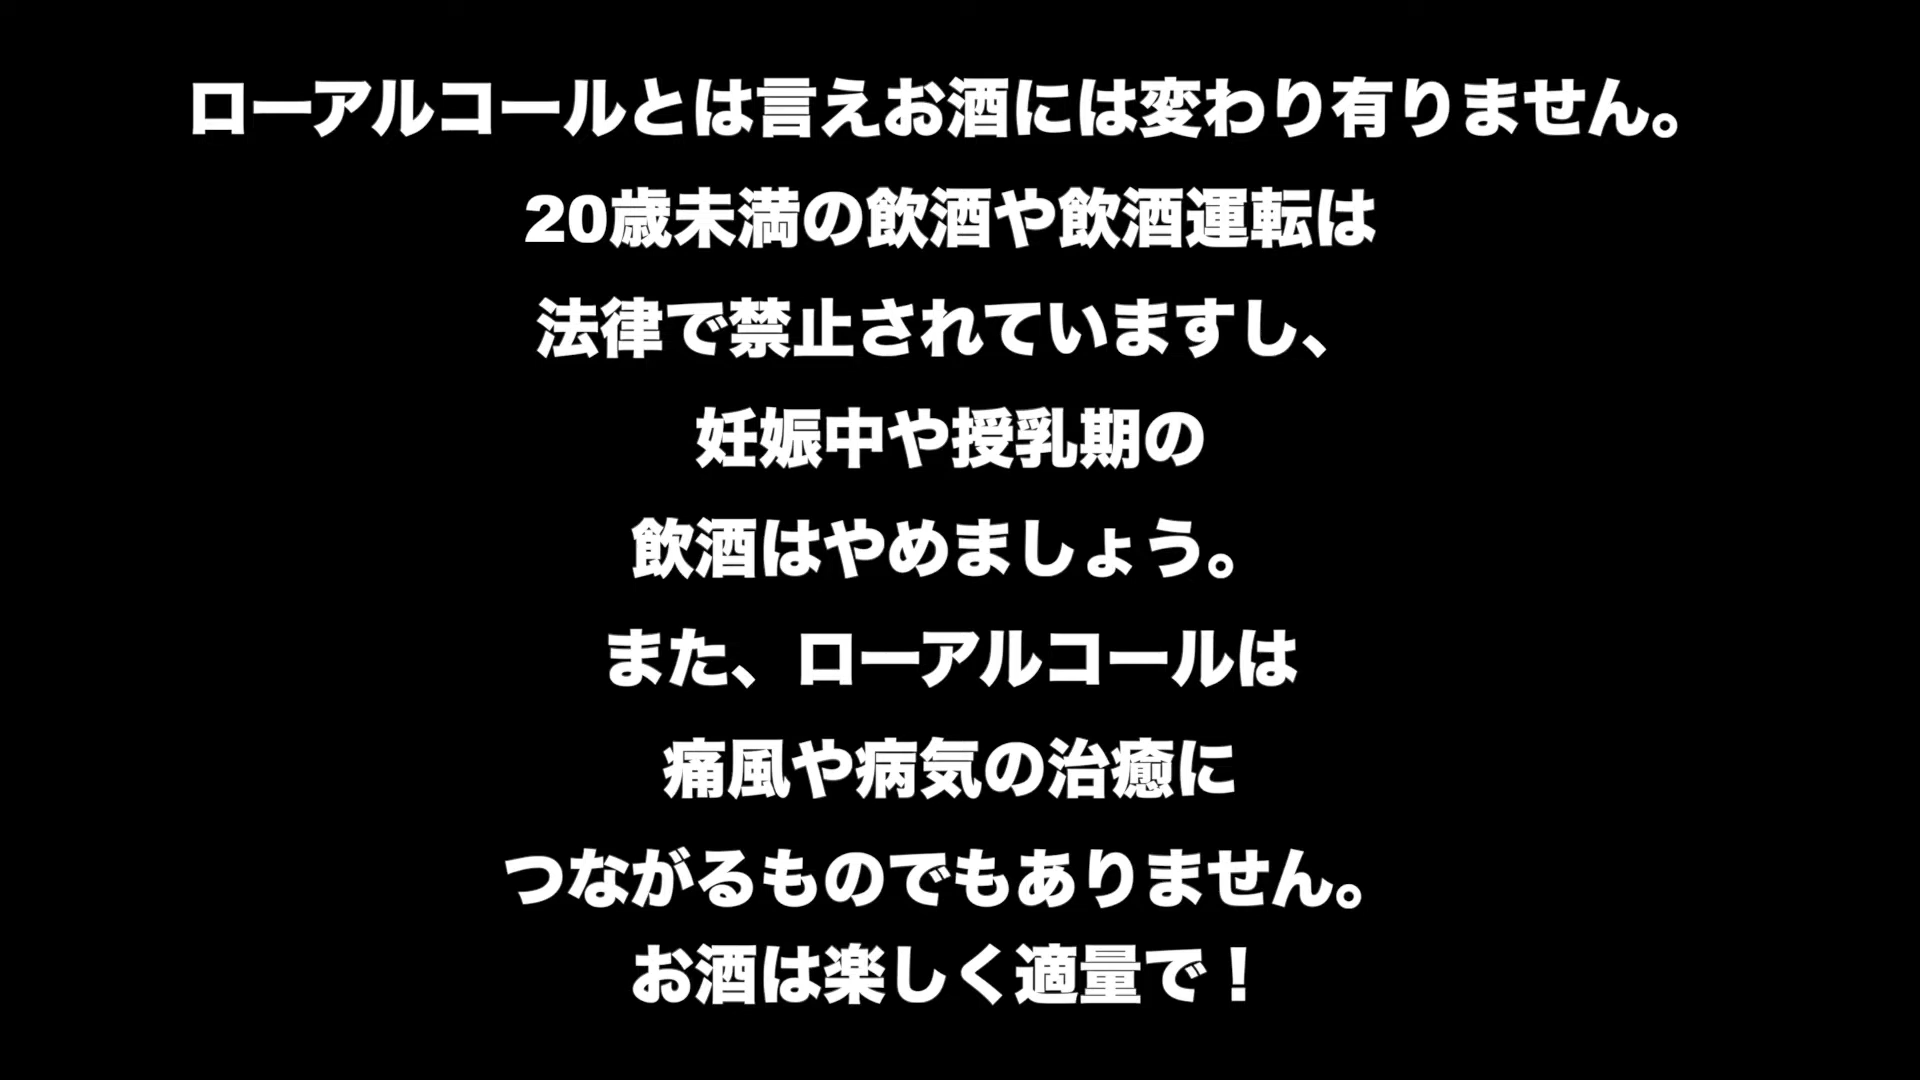 ローアルコールとは言えお酒には変わり有りません。
20歳未満の飲酒や飲酒運転は
法律で禁止されていますし、
妊娠中や授乳期の
飲酒はやめましょう。
また、ローアルコールは
痛風や病気の治癒に
つながるものでもありません。
お酒は楽しく適量で！